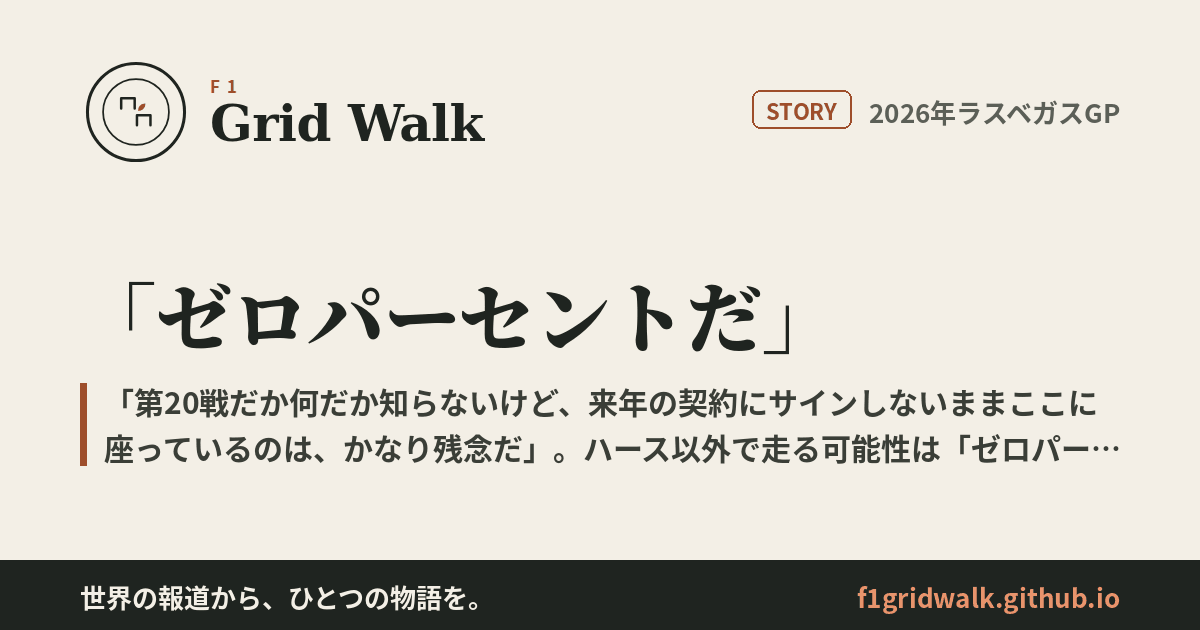 F1
Grid Walk
STORY
2026年ラスベガスGP
「ゼロパーセントだ」
「第20戦だか何だか知らないけど、来年の契約にサインしないままここに
座っているのは、かなり残念だ」。ハース以外で走る可能性は「ゼロパー…
世界の報道から、ひとつの物語を。
f1gridwalk.github.io